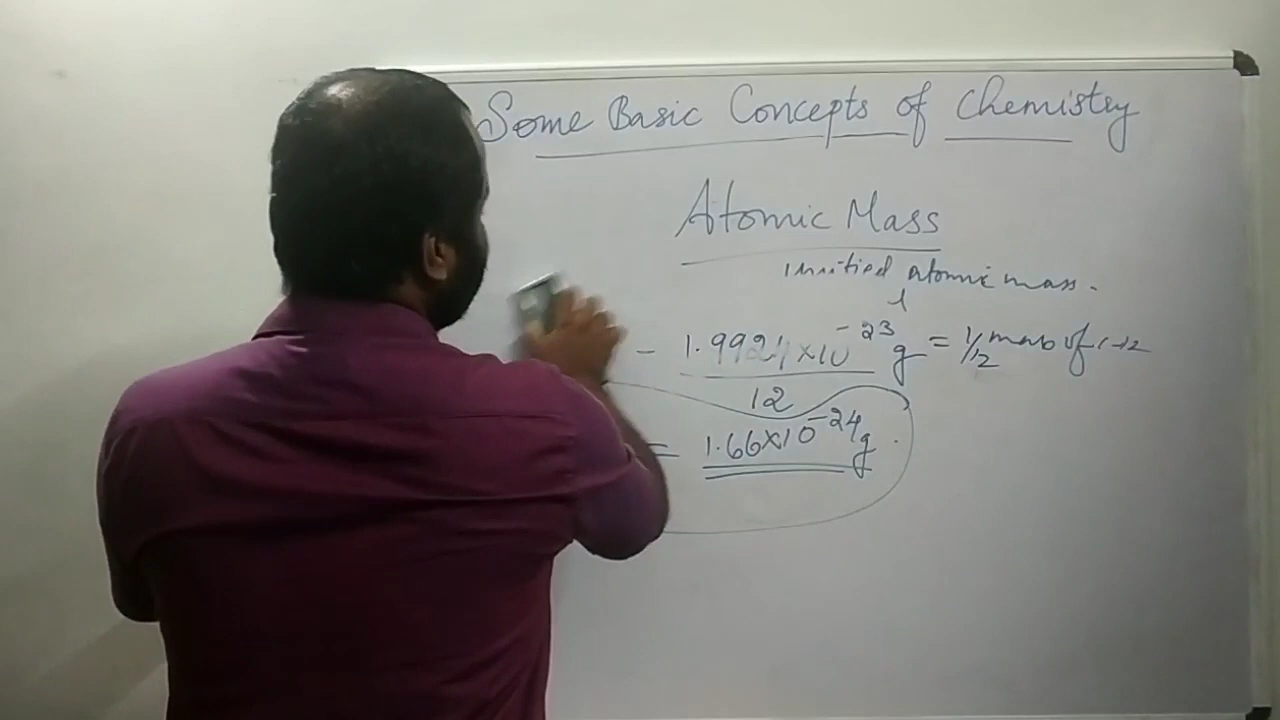 Some Basic Concepts of Chemistry
Atomic Mass
unified atomic mass.
- 1.9924×10⁻²³ g = 1/12 mass of C-12
12
= 1.66×10⁻²⁴ g.